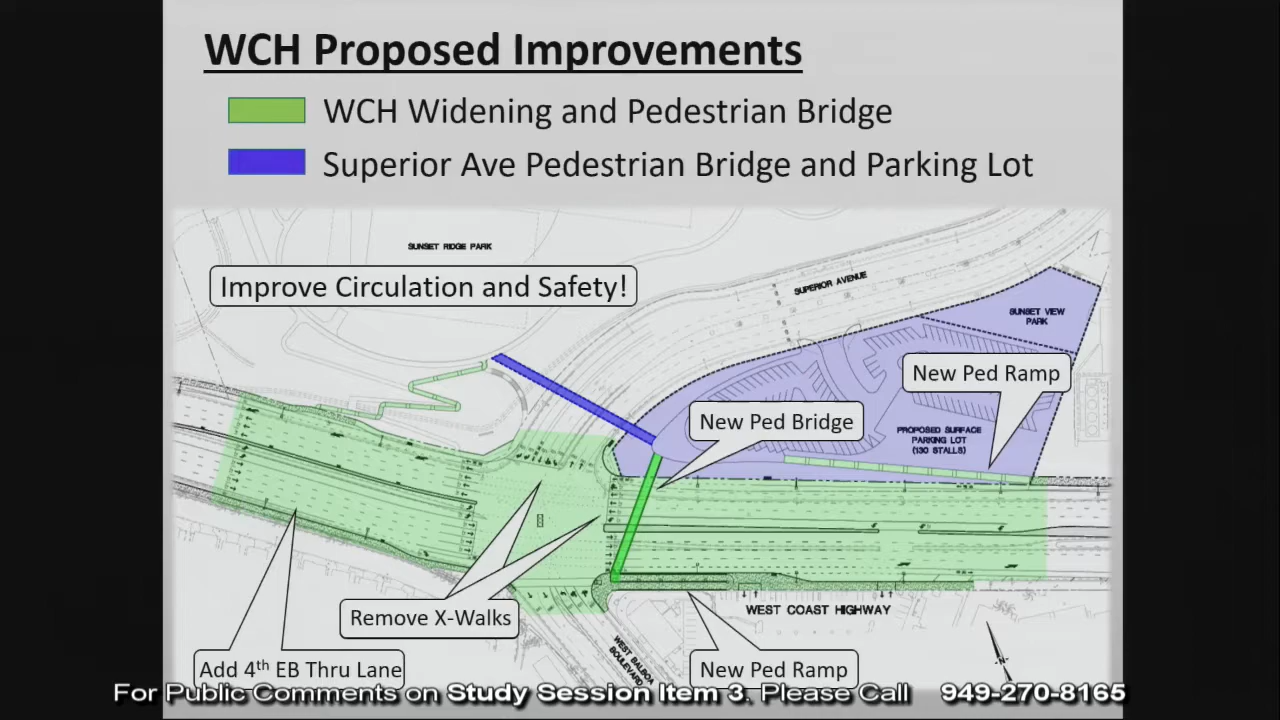 WCH Proposed Improvements
WCH Widening and Pedestrian Bridge
Superior Ave Pedestrian Bridge and Parking Lot
SUNSET RIDGE PARK
Improve Circulation and Safety!
SUPERIOR AVENUE
SUNSET VIEW
PARK
New Ped Ramp
New Ped Bridge
PROPOSED SURFACE
PARKING LOT
(130 STALLS)
Remove X-Walks
WEST COAST HIGHWAY
WEST BALBOA
BOULEVARD
-N-
Add 4th EB Thru Lane
New Ped Ramp
For Public Comments on Study Session Item 3. Please Call 949-270-8165